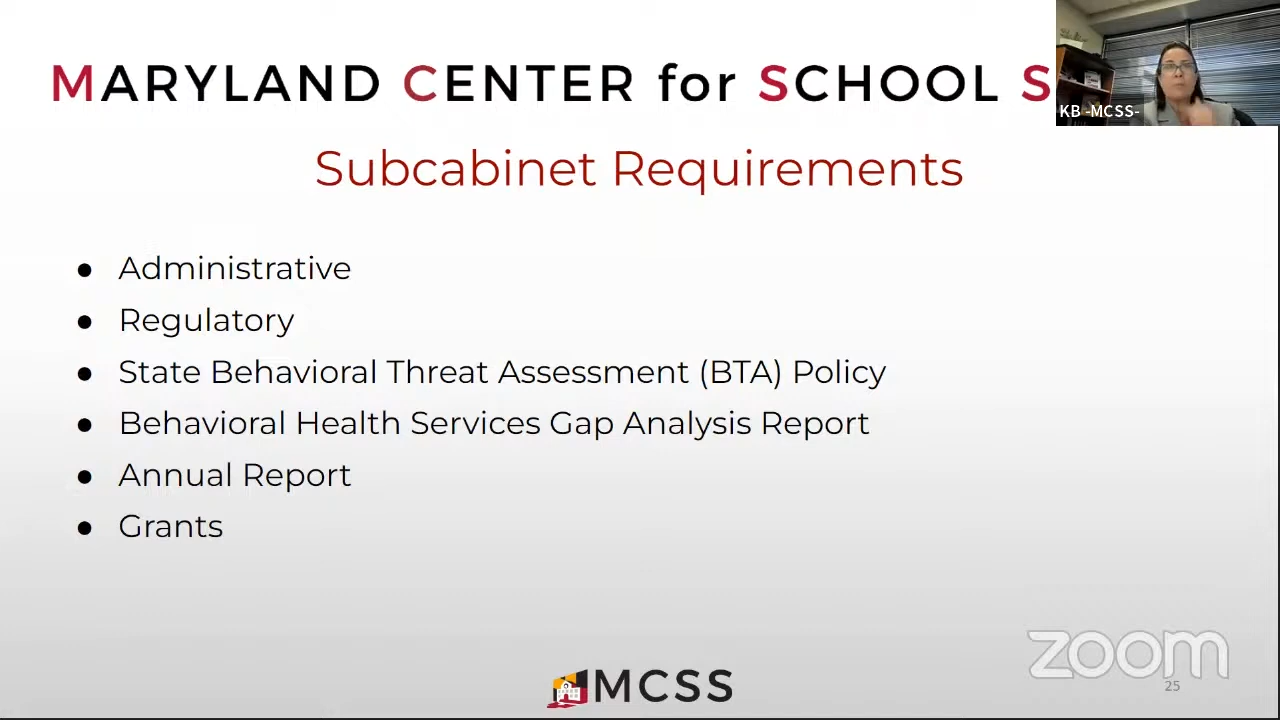 MARYLAND CENTER for SCHOOL S
KB -MCSS-
Subcabinet Requirements
● Administrative
● Regulatory
● State Behavioral Threat Assessment (BTA) Policy
● Behavioral Health Services Gap Analysis Report
● Annual Report
● Grants
zoom
25
MCSS